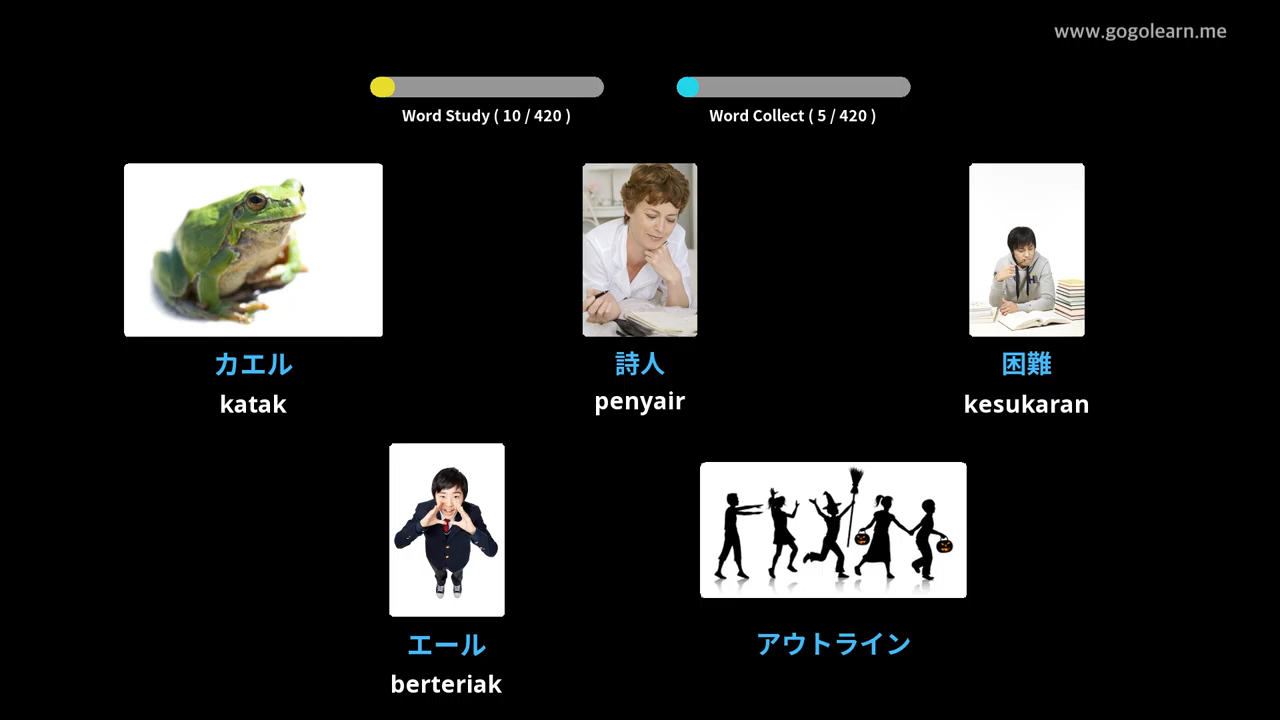 www.gogolearn.me
Word Study ( 10 / 420 )
Word Collect ( 5 / 420 )
カエル
katak
詩人
penyair
困難
kesukaran
エール
berteriak
アウトライン